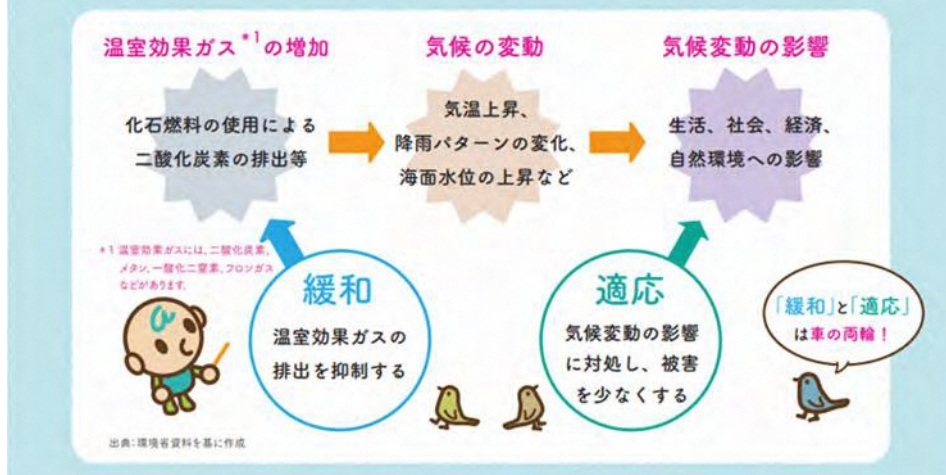 温室効果ガス*1の増加
化石燃料の使用による
二酸化炭素の排出等
気候の変動
気温上昇、
降雨パターンの変化、
海面水位の上昇など
気候変動の影響
生活、社会、経済、
自然環境への影響
*1 温室効果ガスには、二酸化炭素、
メタン、一酸化二窒素、フロンガス
などがあります。
緩和
温室効果ガスの
排出を抑制する
適応
気候変動の影響
に対処し、被害
を少なくする
「緩和」と「適応」
は車の両輪！
出典：環境省資料を基に作成